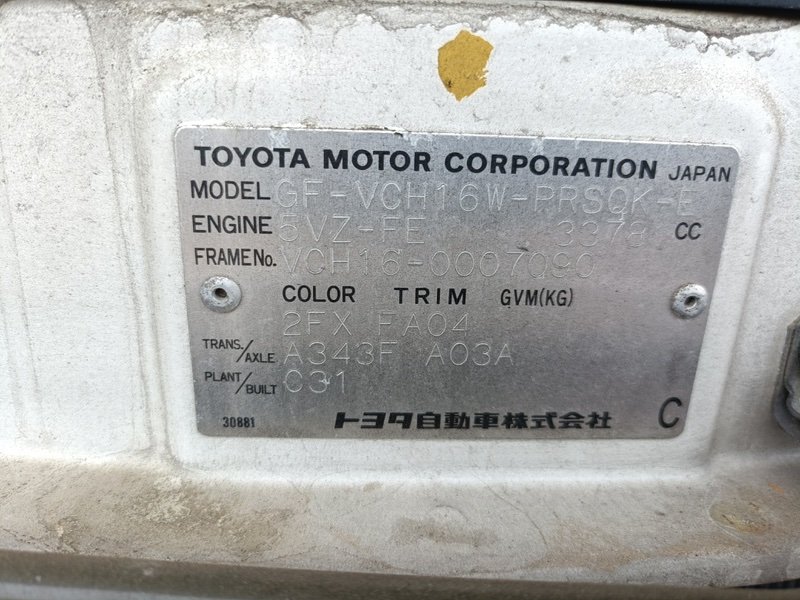 TOYOTA MOTOR CORPORATION JAPAN
MODEL GF-VCH16W-PRSQK-E
ENGINE 5VZ-FE 3378 CC
FRAME No. VCH16-0007090
COLOR TRIM GVM(KG)
2FX FA04
TRANS./AXLE A343F A03A
PLANT/BUILT C31
30881 トヨタ自動車株式会社 C